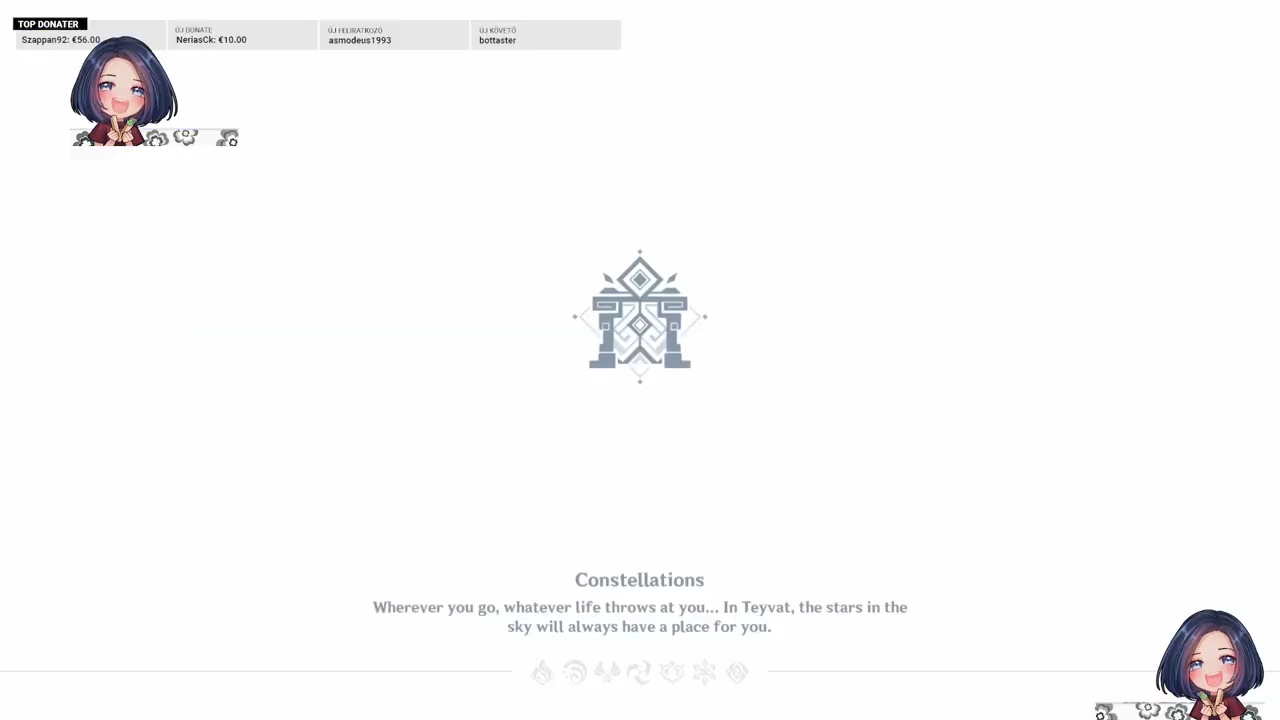 TOP DONATER
Szappan92: €56.00
ÚJ DONATE
NeriasCk: €10.00
ÚJ FELIRATKOZÓ
asmodeus1993
ÚJ KÖVETŐ
bottaster
Constellations
Wherever you go, whatever life throws at you... In Teyvat, the stars in the
sky will always have a place for you.